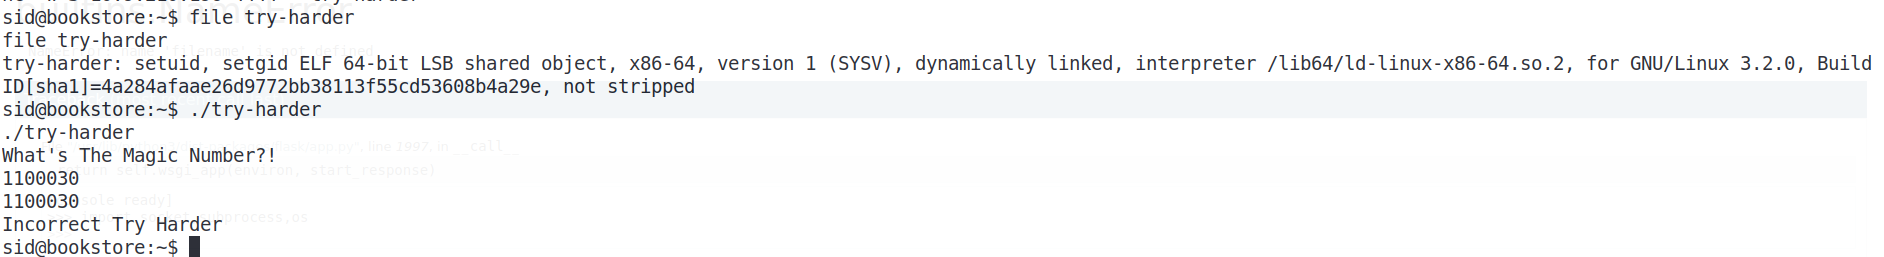 sid@bookstore:~$ file try-harder
file try-harder
try-harder: setuid, setgid ELF 64-bit LSB shared object, x86-64, version 1 (SYSV), dynamically linked, interpreter /lib64/ld-linux-x86-64.so.2, for GNU/Linux 3.2.0, Build
ID[sha1]=4a284afaae26d9772bb38113f55cd53608b4a29e, not stripped
sid@bookstore:~$ ./try-harder
./try-harder
What's The Magic Number?!
1100030
1100030
Incorrect Try Harder
sid@bookstore:~$